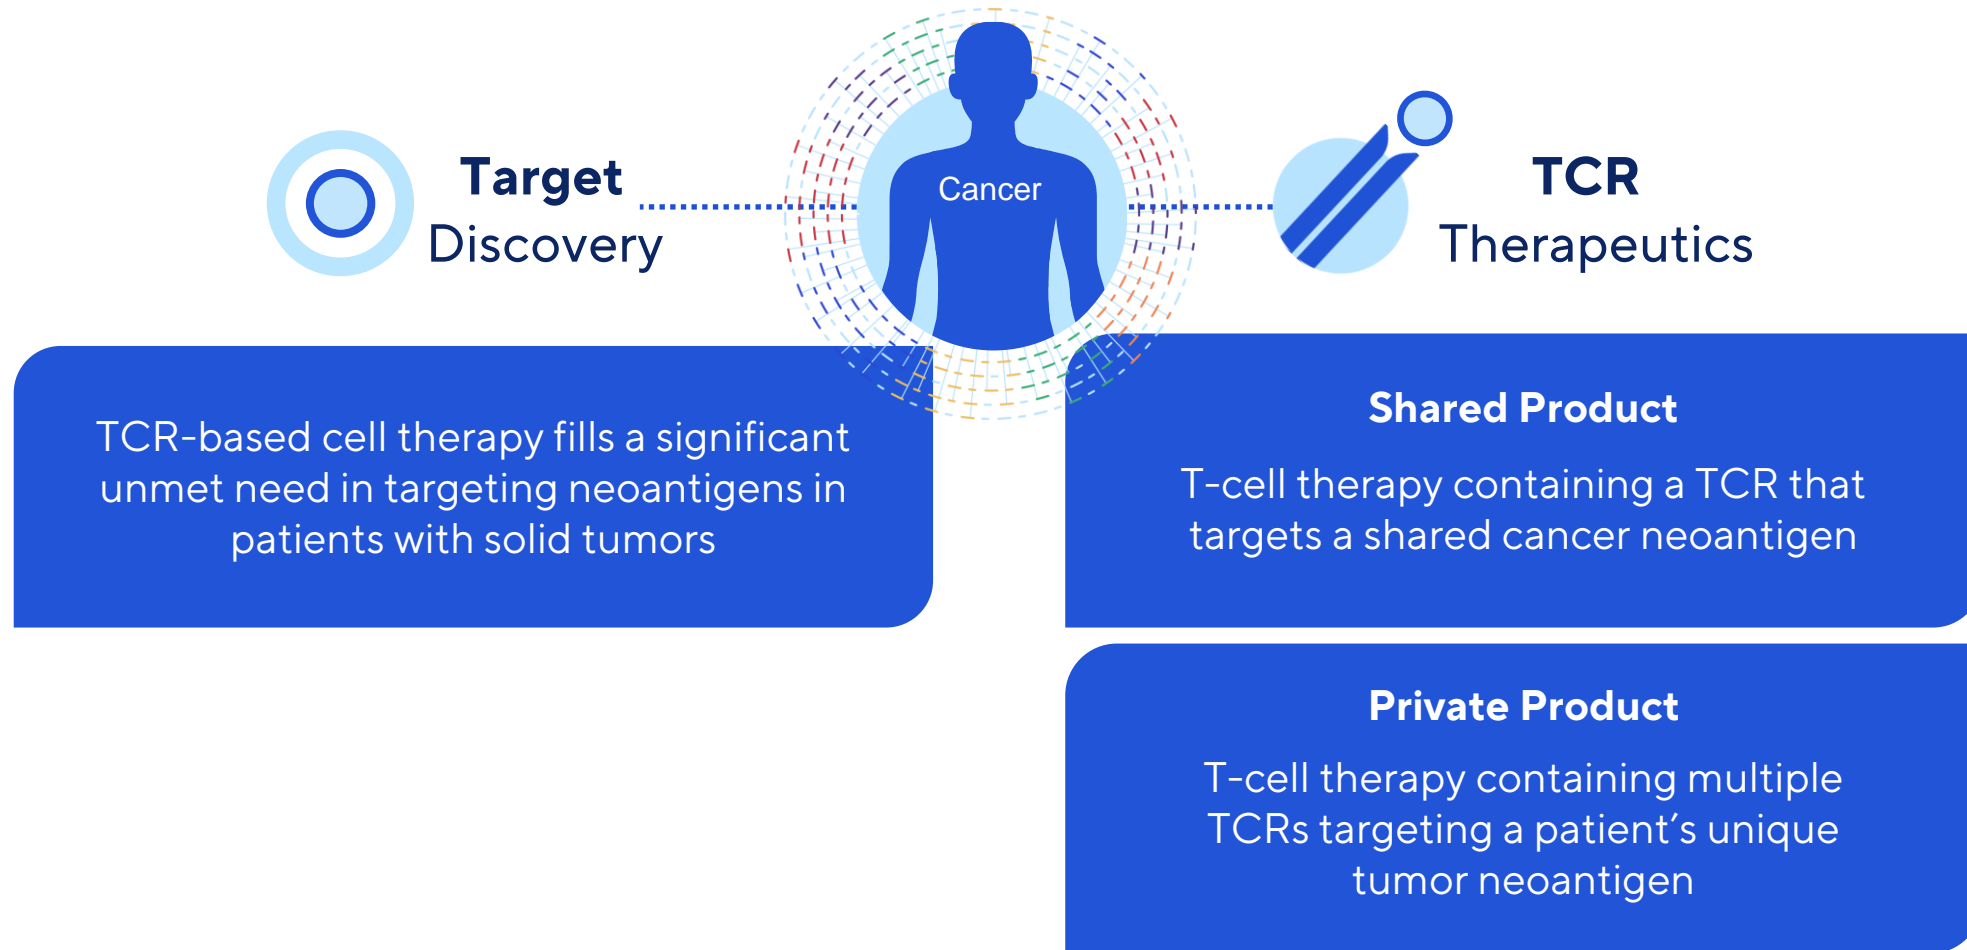 Target
Discovery
Cancer
TCR
Therapeutics
TCR-based cell therapy fills a significant
unmet need in targeting neoantigens in
patients with solid tumors
Shared Product
T-cell therapy containing a TCR that
targets a shared cancer neoantigen
Private Product
T-cell therapy containing multiple
TCRs targeting a patient’s unique
tumor neoantigen